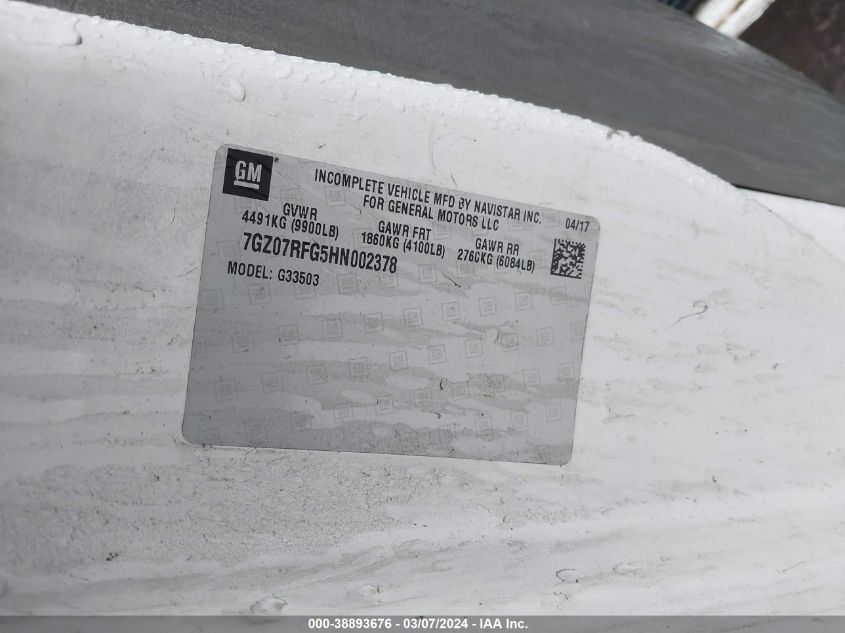 GM
INCOMPLETE VEHICLE MFD BY NAVISTAR INC.
FOR GENERAL MOTORS LLC
04/17
GVWR
4491KG (9900LB)
GAWR FRT
1860KG (4100LB)
GAWR RR
2760KG (6084LB)
7GZ07RFG5HN002378
MODEL: G33503
000-38893676 - 03/07/2024 - IAA Inc.